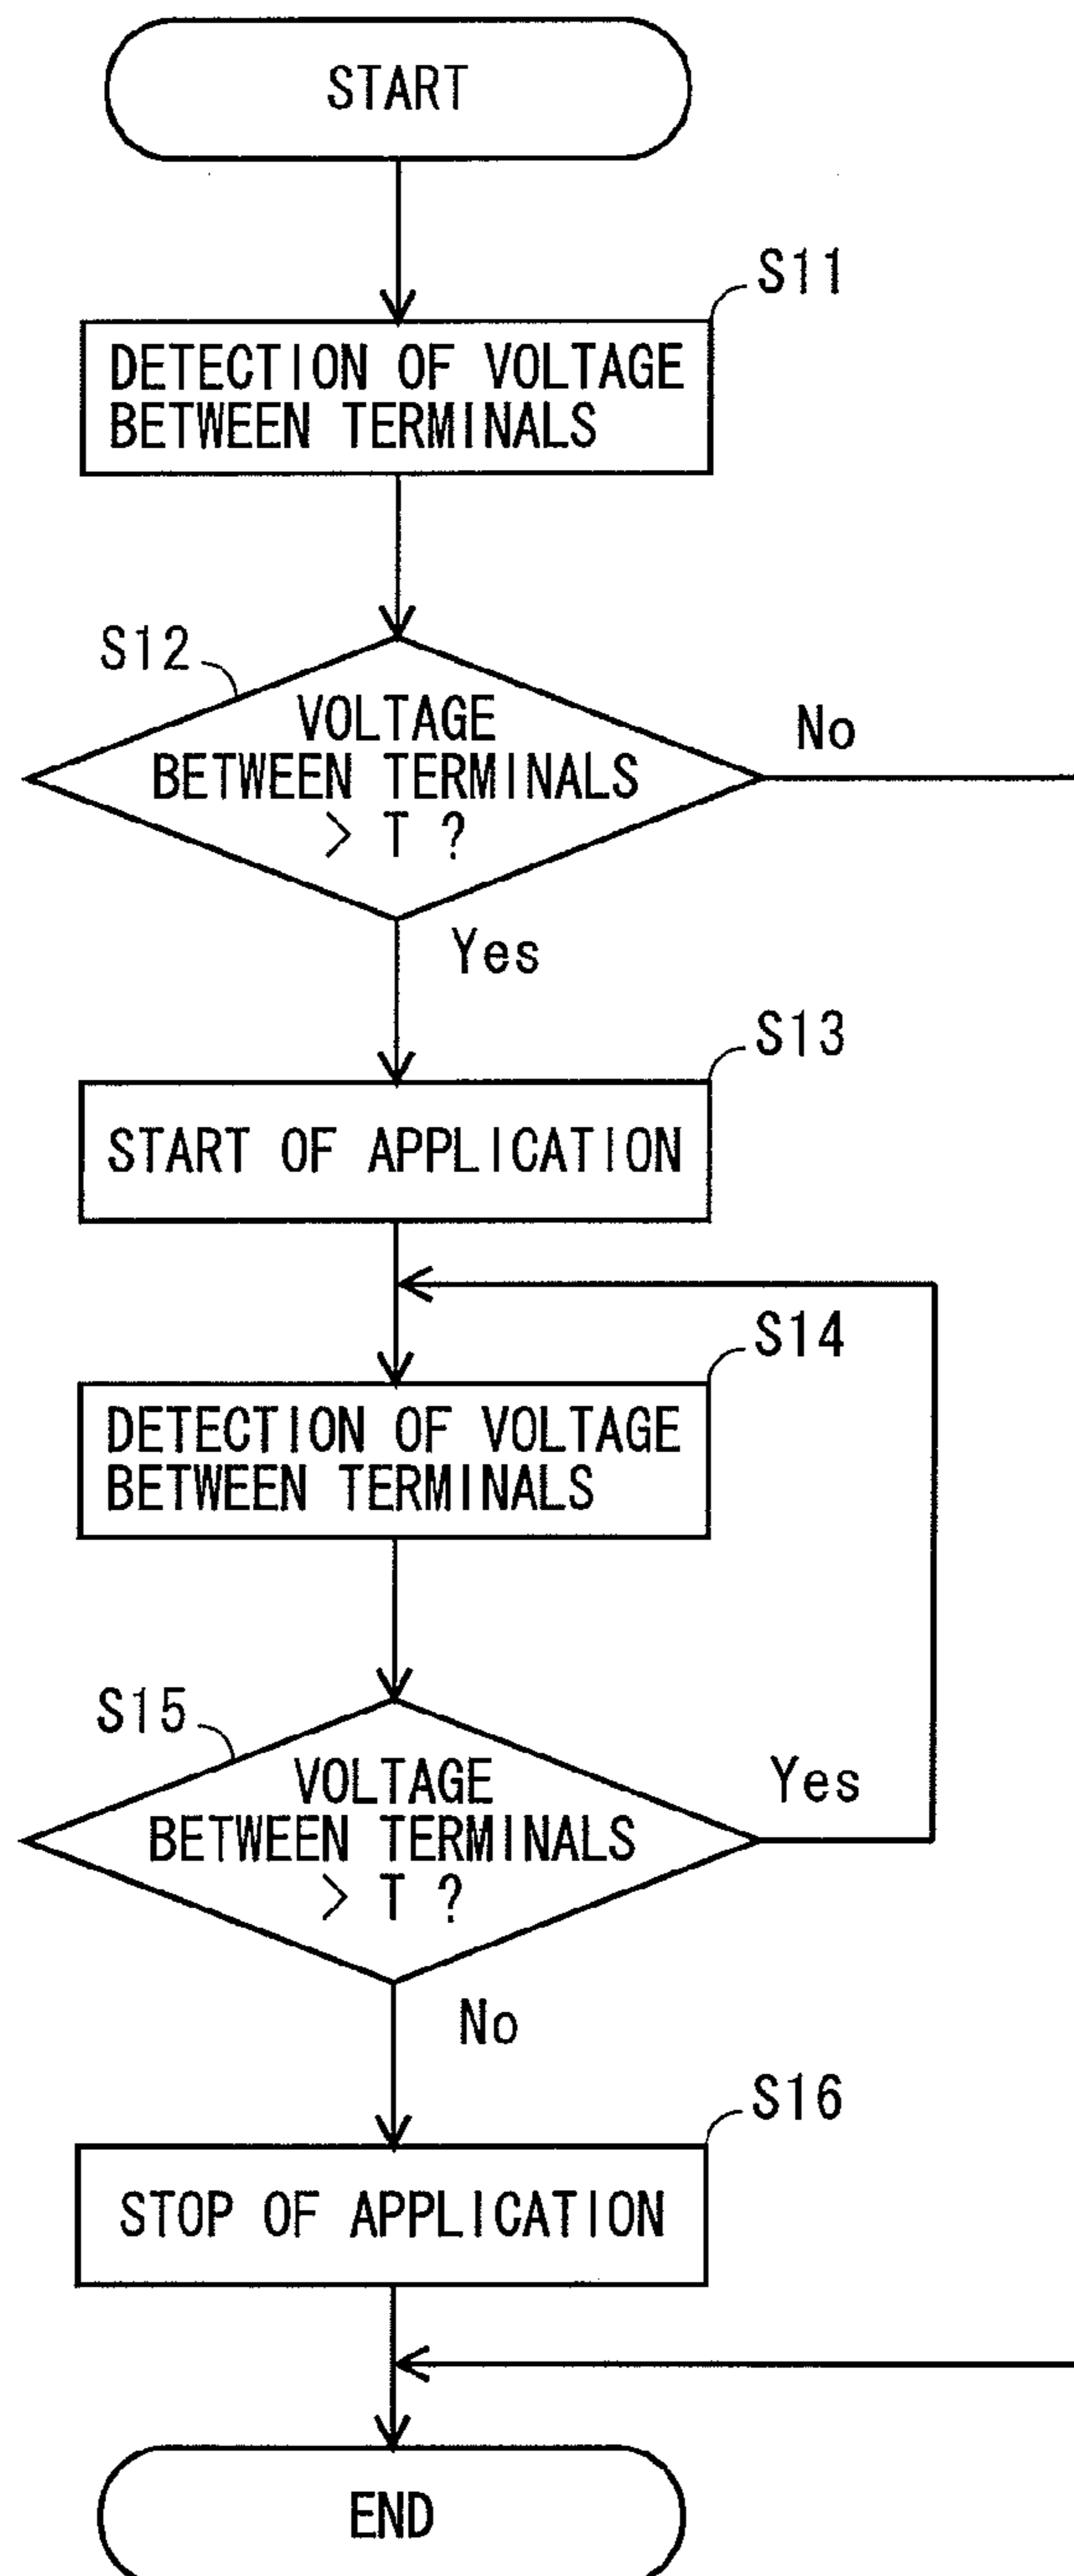 START
S11
DETECTION OF VOLTAGE
BETWEEN TERMINALS
S12
VOLTAGE
BETWEEN TERMINALS
> T ?
No
Yes
S13
START OF APPLICATION
S14
DETECTION OF VOLTAGE
BETWEEN TERMINALS
S15
VOLTAGE
BETWEEN TERMINALS
> T ?
Yes
No
S16
STOP OF APPLICATION
END